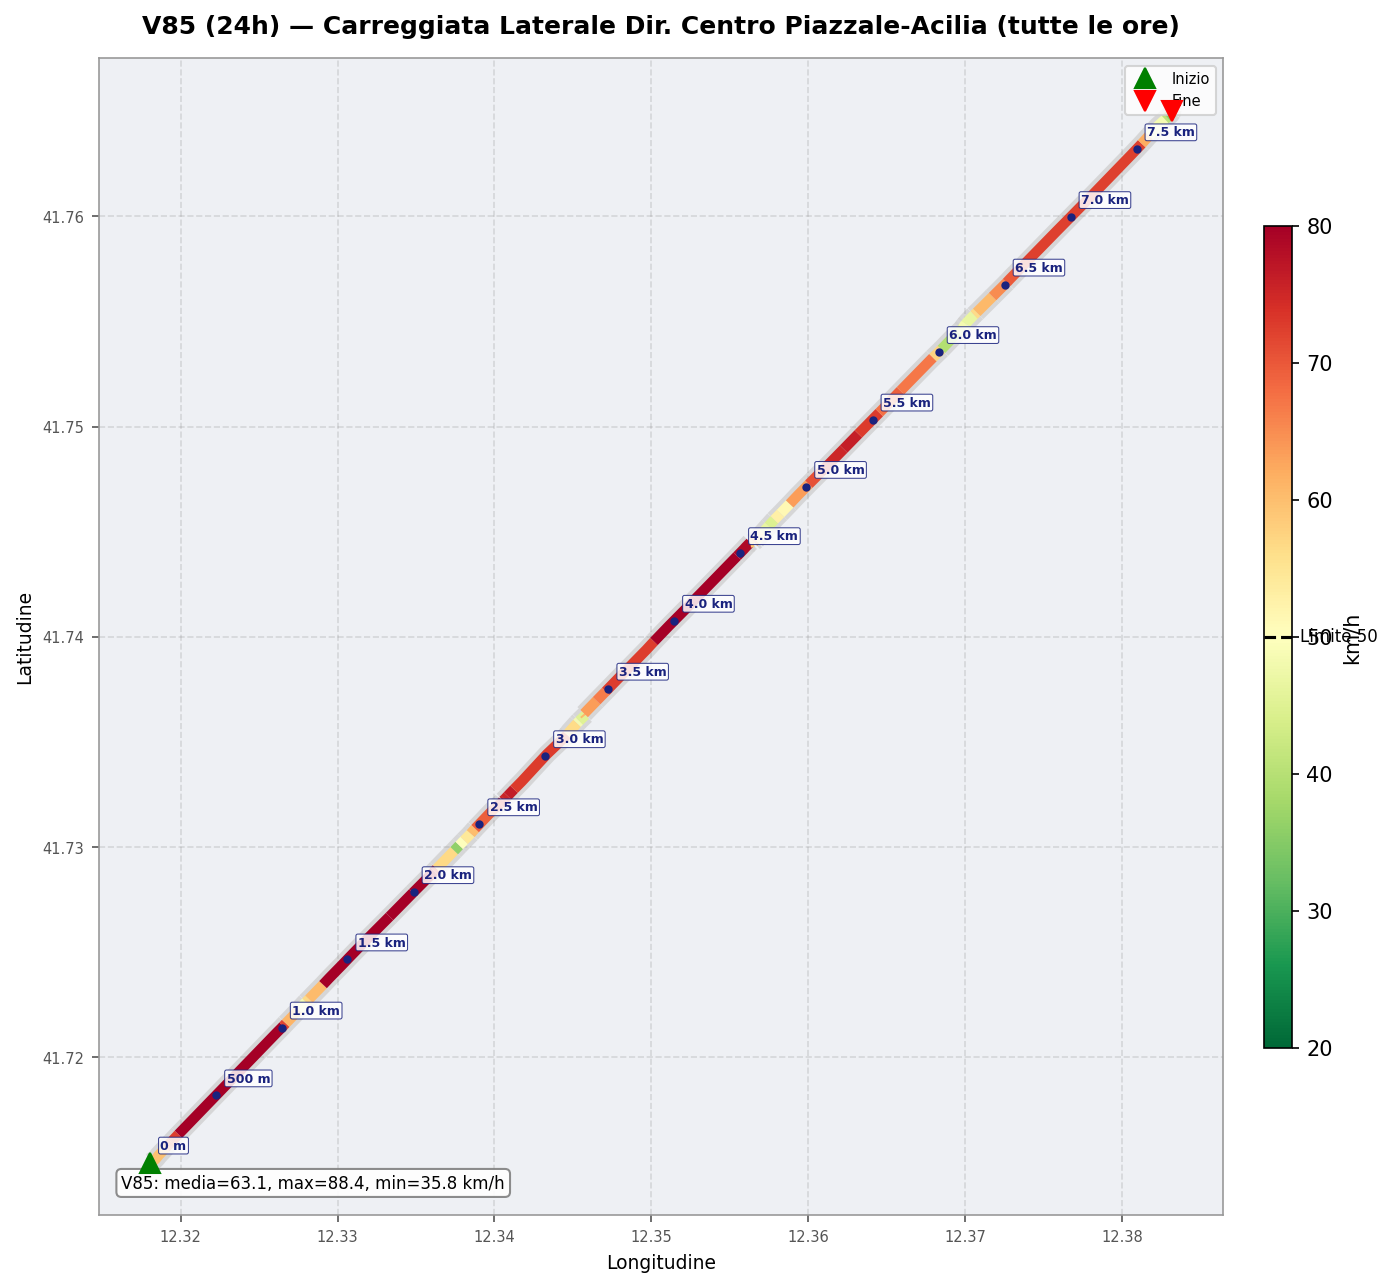 V85 (24h) — Carreggiata Laterale Dir. Centro Piazzale-Acilia (tutte le ore)
Inizio
Fine
7.5 km
7.0 km
6.5 km
6.0 km
5.5 km
5.0 km
4.5 km
4.0 km
3.5 km
3.0 km
2.5 km
2.0 km
1.5 km
1.0 km
500 m
0 m
V85: media=63.1, max=88.4, min=35.8 km/h
41.76
41.75
41.74
41.73
41.72
Latitudine
12.32 12.33 12.34 12.35 12.36 12.37 12.38
Longitudine
80
70
60
50
Limite 50
40
30
20
km/h